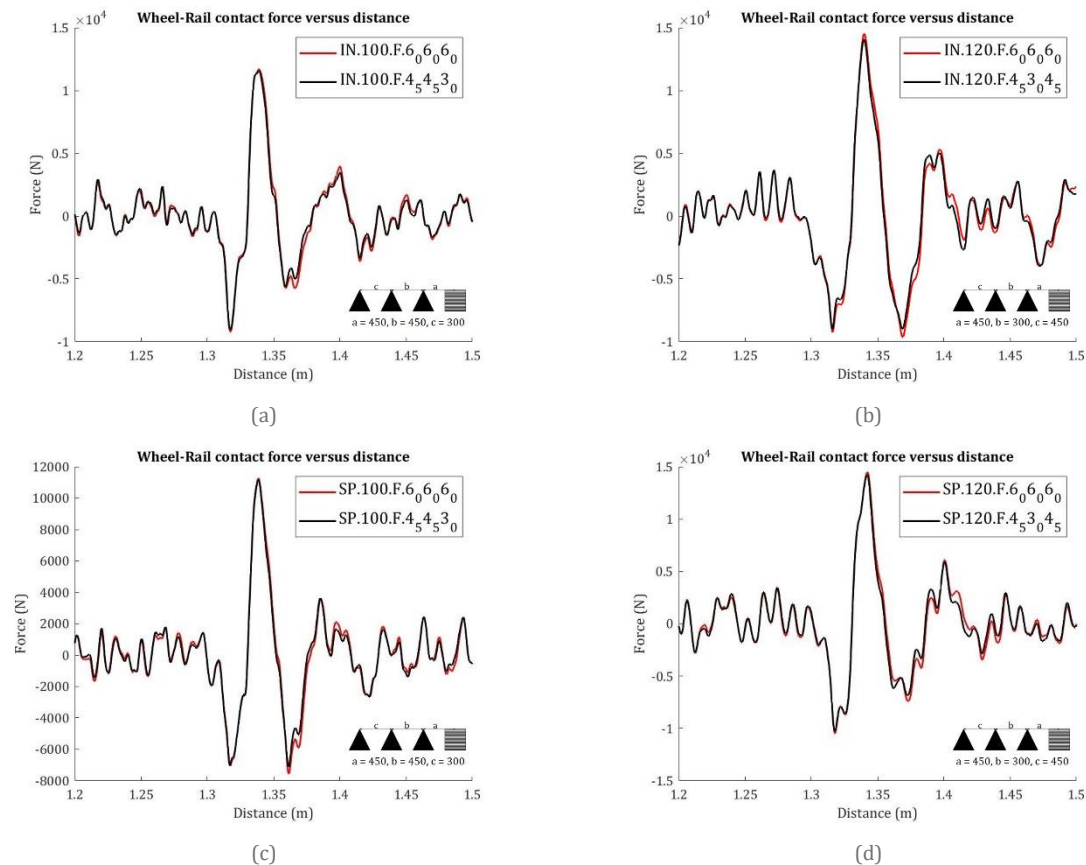 Wheel-Rail contact force versus distance
×10⁴
IN.100.F.6₀6₀6₀
IN.100.F.4₅4₅3₀
1.5
1
0.5
0
-0.5
-1
Force (N)
c b a
a = 450, b = 450, c = 300
1.2 1.25 1.3 1.35 1.4 1.45 1.5
Distance (m)
(a)
Wheel-Rail contact force versus distance
×10⁴
IN.120.F.6₀6₀6₀
IN.120.F.4₅3₀4₅
1.5
1
0.5
0
-0.5
-1
Force (N)
c b a
a = 450, b = 300, c = 450
1.2 1.25 1.3 1.35 1.4 1.45 1.5
Distance (m)
(b)
Wheel-Rail contact force versus distance
SP.100.F.6₀6₀6₀
SP.100.F.4₅4₅3₀
12000
10000
8000
6000
4000
2000
0
-2000
-4000
-6000
-8000
Force (N)
c b a
a = 450, b = 450, c = 300
1.2 1.25 1.3 1.35 1.4 1.45 1.5
Distance (m)
(c)
Wheel-Rail contact force versus distance
×10⁴
SP.120.F.6₀6₀6₀
SP.120.F.4₅3₀4₅
1.5
1
0.5
0
-0.5
-1
-1.5
Force (N)
c b a
a = 450, b = 300, c = 450
1.2 1.25 1.3 1.35 1.4 1.45 1.5
Distance (m)
(d)